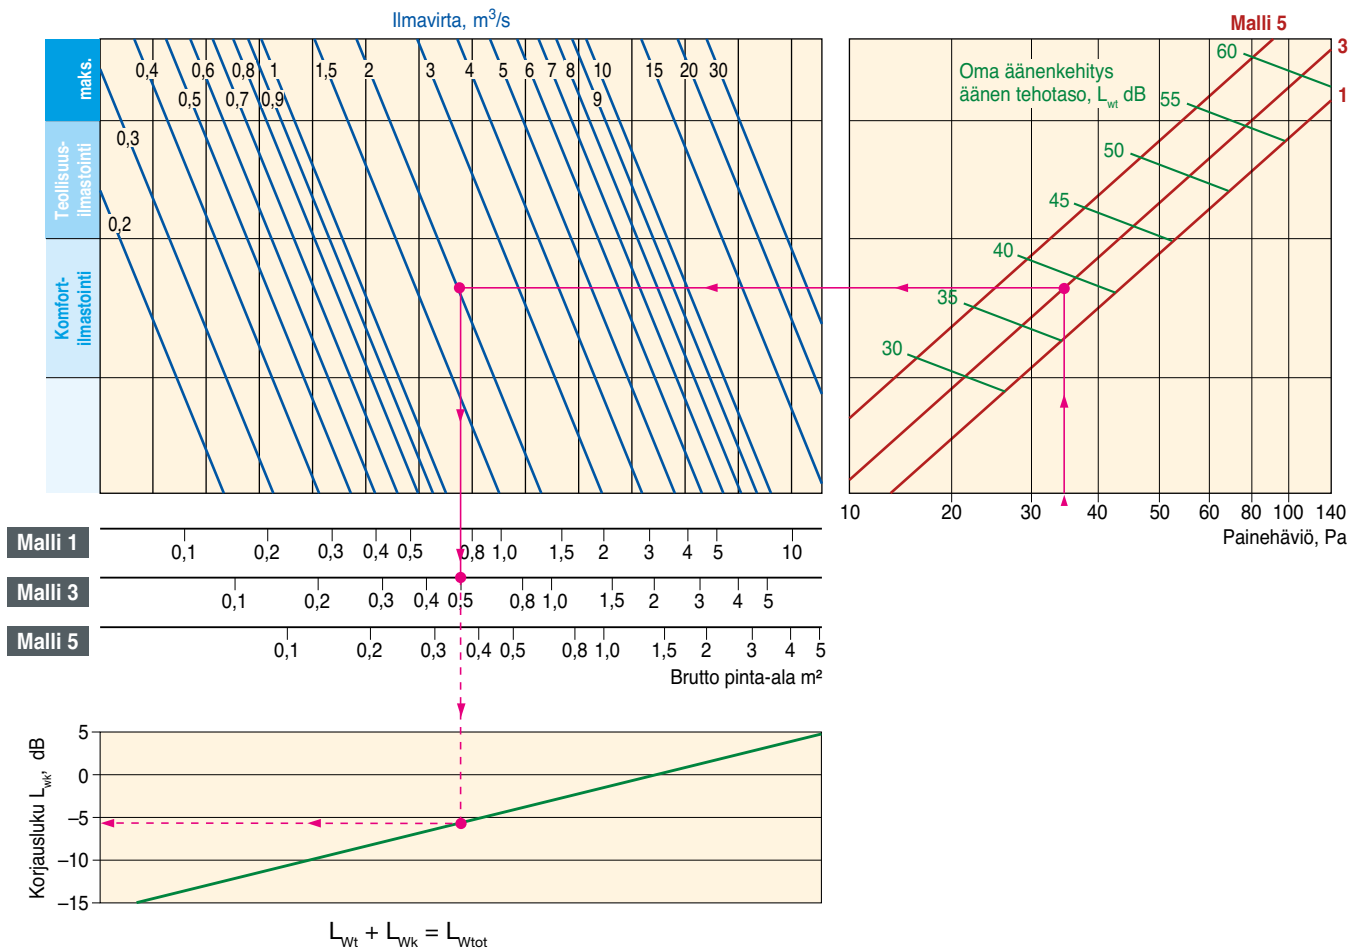 Ilmavirta, m³/s
Malli 5
maks.
0,4 0,6 0,8 1 1,5 2 3 4 5 6 7 8 10 15 20 30
0,5 0,7 0,9 9
0,3
0,2
Teollisuus-
ilmastointi
Komfort-
ilmastointi
3
1
Oma äänenkehitys
äänen tehotaso, Lwt dB
60
55
50
45
40
35
30
10 20 30 40 50 60 80 100 140
Painehäviö, Pa
Malli 1
0,1 0,2 0,3 0,4 0,5 0,8 1,0 1,5 2 3 4 5 10
Malli 3
0,1 0,2 0,3 0,4 0,5 0,8 1,0 1,5 2 3 4 5
Malli 5
0,1 0,2 0,3 0,4 0,5 0,8 1,0 1,5 2 3 4 5
Brutto pinta-ala m²
Korjausluku Lwk, dB
5
0
–5
–10
–15
LWt + LWk = LWtot